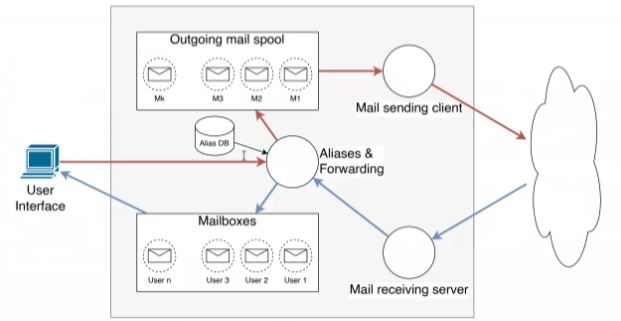 Outgoing mail spool
Mk M3 M2 M1
Mail sending client
Alias DB
Aliases &
Forwarding
User
Interface
Mailboxes
User n User 3 User 2 User 1
Mail receiving server